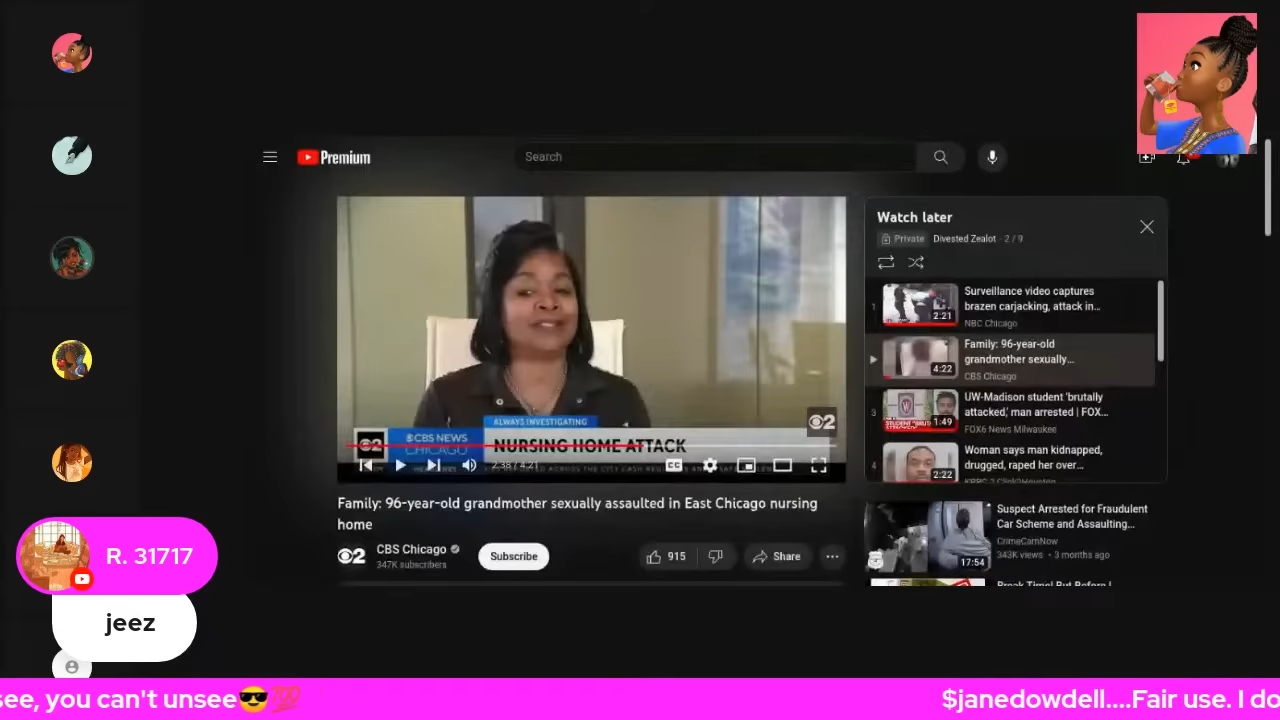 Premium
Search
Watch later
Private Divested Zealot · 2 / 9
1
2:21
Surveillance video captures
brazen carjacking, attack in...
NBC Chicago
4:22
Family: 96-year-old
grandmother sexually...
CBS Chicago
3
1:49
UW-Madison student 'brutally
attacked,' man arrested | FOX...
FOX6 News Milwaukee
4
2:22
Woman says man kidnapped,
drugged, raped her over...
ALWAYS INVESTIGATING
2
CBS NEWS
CHICAGO
NURSING HOME ATTACK
2:38 / 4:21
CC
Family: 96-year-old grandmother sexually assaulted in East Chicago nursing
home
CBS Chicago
347K subscribers
Subscribe
915
Share
17:54
Suspect Arrested for Fraudulent
Car Scheme and Assaulting...
CrimeCamNow
343K views · 3 months ago
R. 31717
jeez
see, you can't unsee😎💯
$janedowdell....Fair use. I do